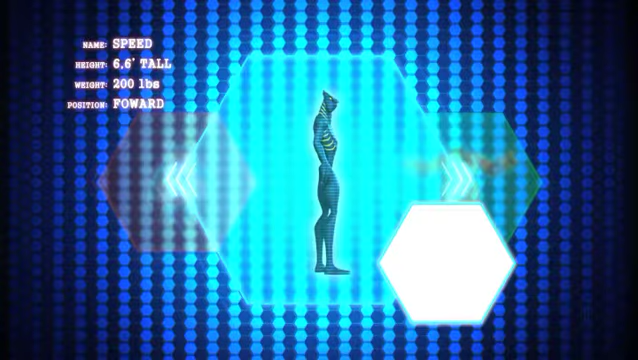 NAME: SPEED
HEIGHT: 6.6' TALL
WEIGHT: 200 lbs
POSITION: FOWARD